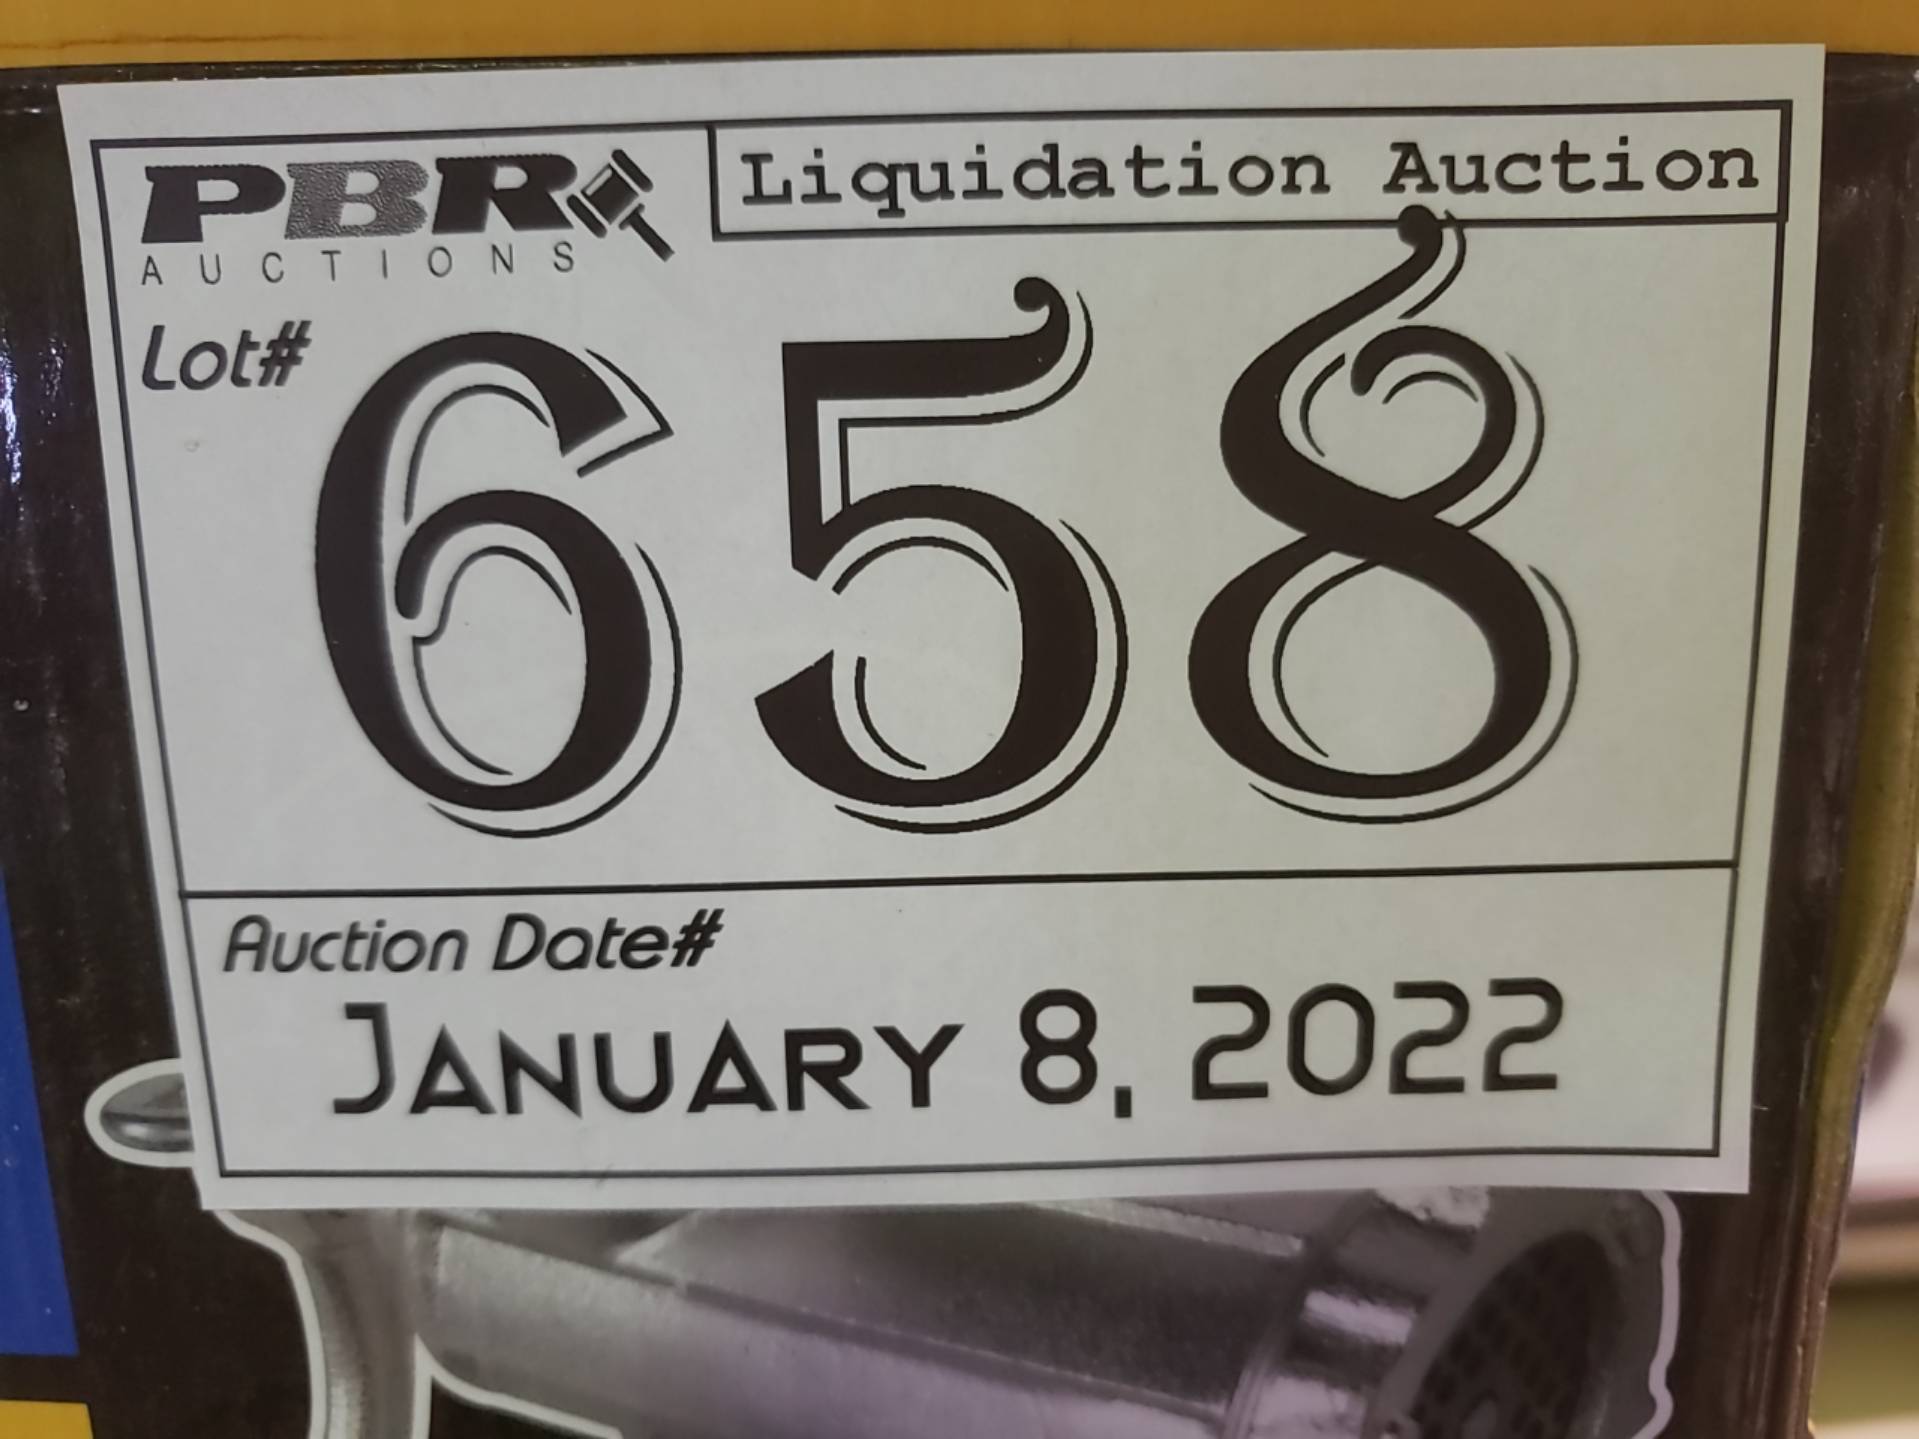 PBR
AUCTIONS
Liquidation Auction
Lot#
658
Auction Date#
JANUARY 8, 2022